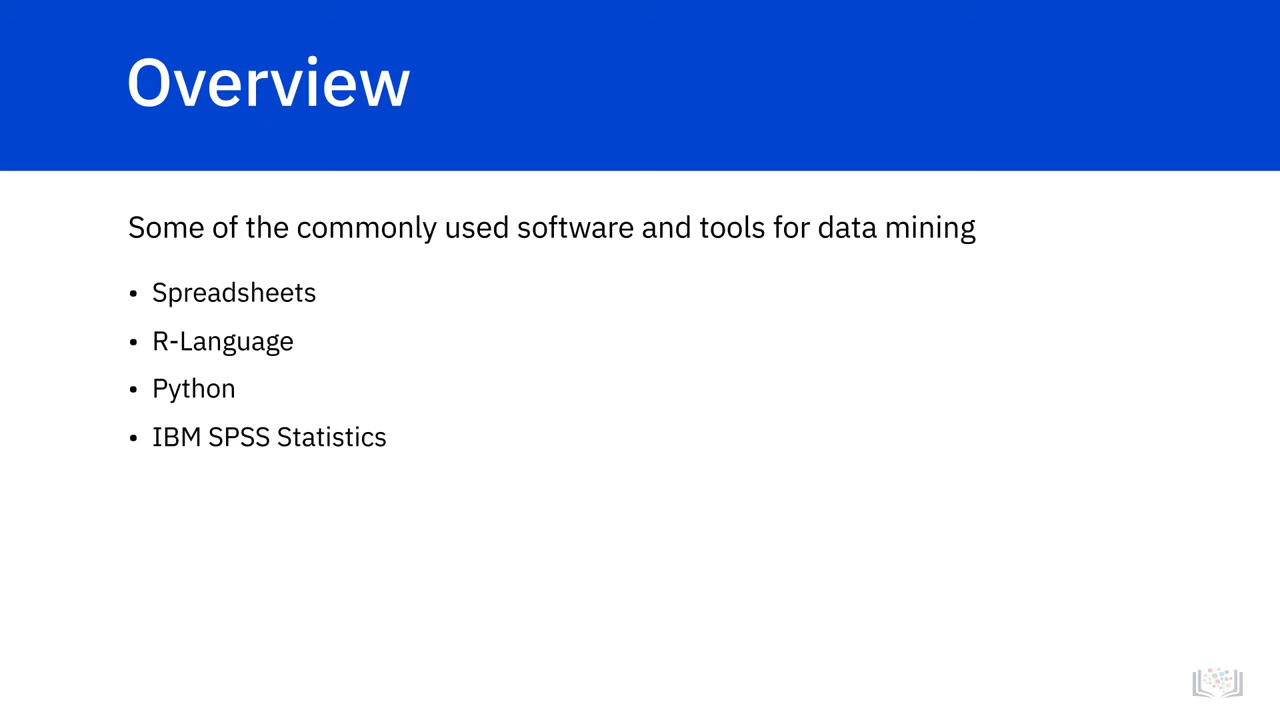 Overview
Some of the commonly used software and tools for data mining
• Spreadsheets
• R-Language
• Python
• IBM SPSS Statistics